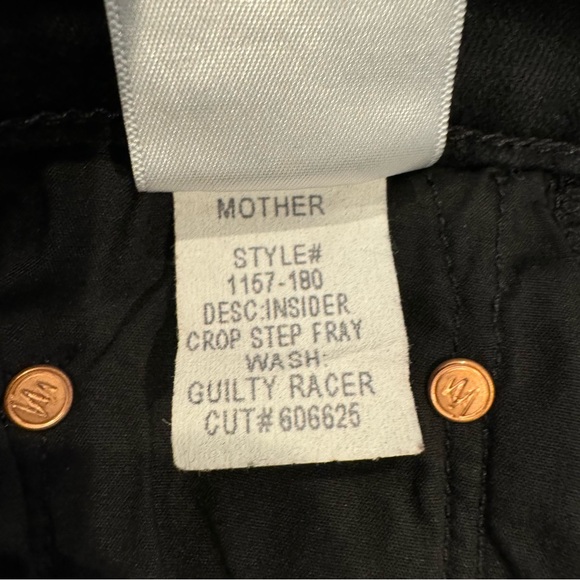 MOTHER
STYLE#
1157-180
DESC:INSIDER
CROP STEP FRAY
WASH:
GUILTY RACER
CUT# 606625